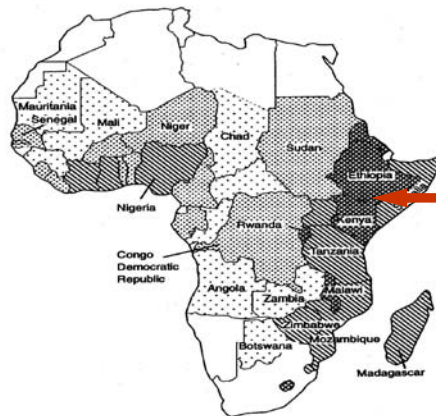 Mauritania
Senegal
Mali
Niger
Chad
Sudan
Ethiopia
Nigeria
Kenya
Rwanda
Tanzania
Congo
Democratic
Republic
Angola
Malawi
Zambia
Zimbabwe
Mozambique
Botswana
Madagascar